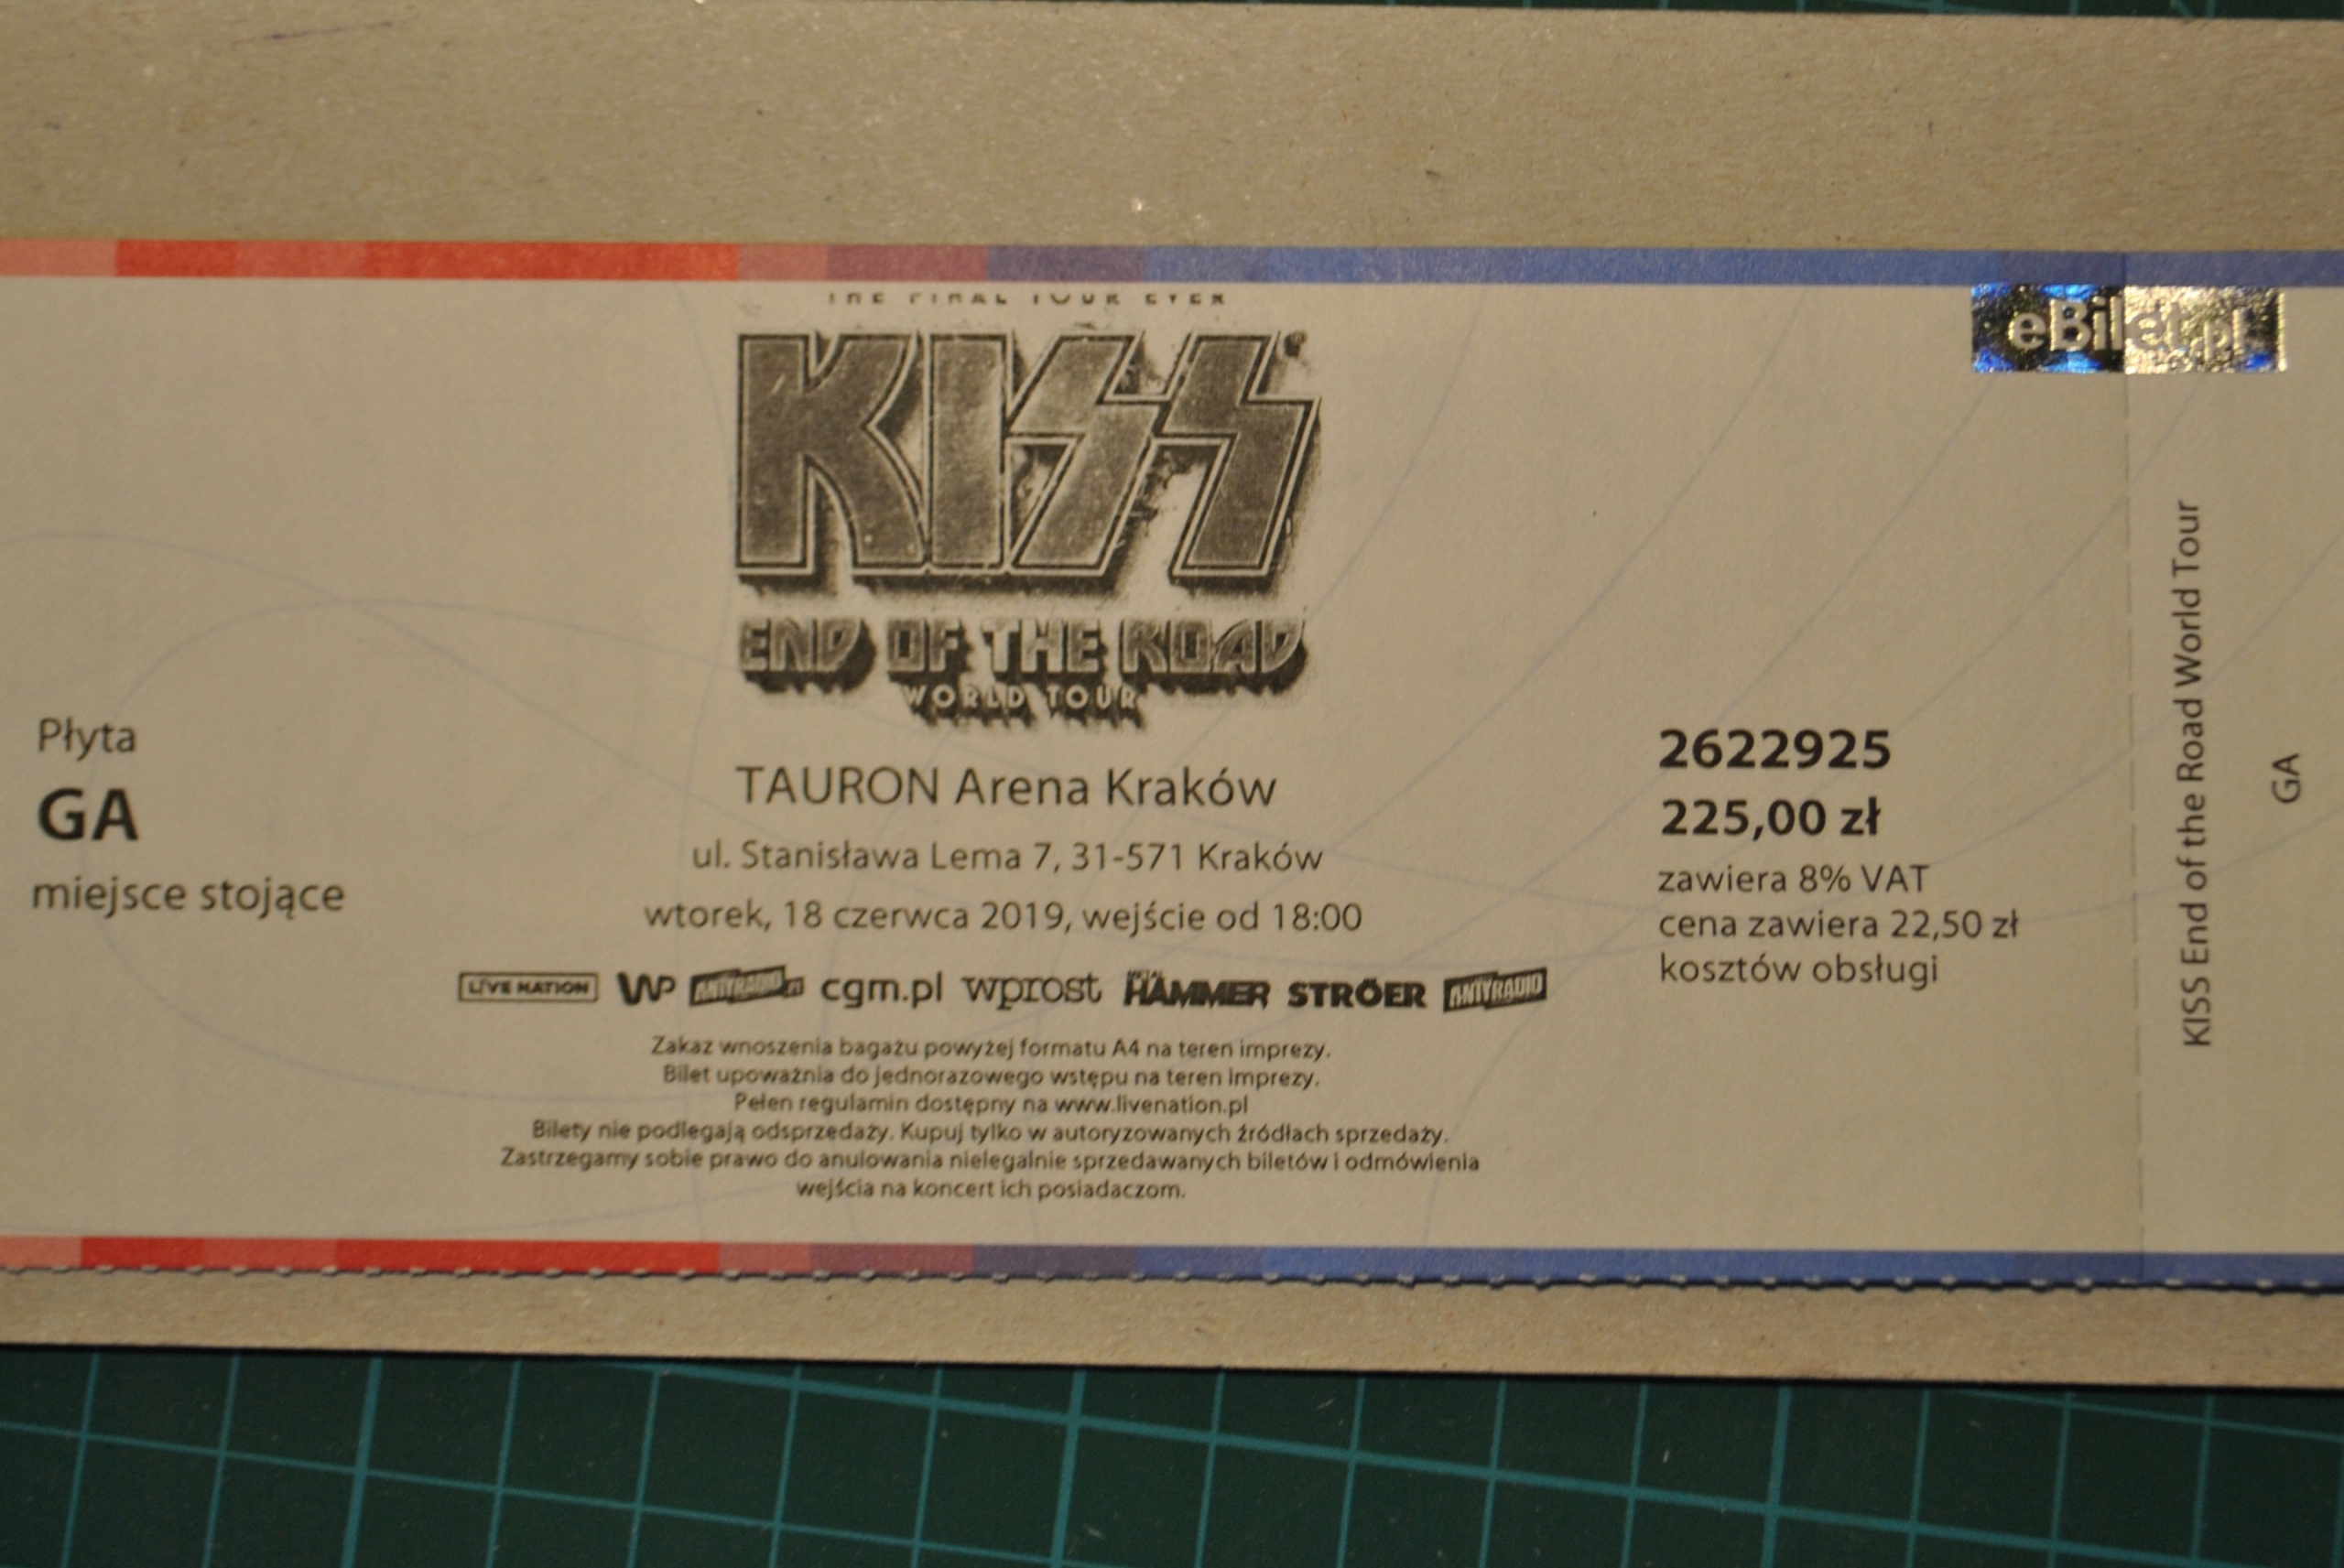 THE FINAL TOUR EVER
KISS
END OF THE ROAD
WORLD TOUR
eBilet.pl
Płyta
GA
miejsce stojące
TAURON Arena Kraków
ul. Stanisława Lema 7, 31-571 Kraków
wtorek, 18 czerwca 2019, wejście od 18:00
2622925
225,00 zł
zawiera 8% VAT
cena zawiera 22,50 zł
kosztów obsługi
LIVE NATION WP ANTYRADIO cgm.pl wprost HAMMER STRÖER ANTYRADIO
Zakaz wnoszenia bagażu powyżej formatu A4 na teren imprezy.
Bilet upoważnia do jednorazowego wstępu na teren imprezy.
Pełen regulamin dostępny na www.livenation.pl
Bilety nie podlegają odsprzedaży. Kupuj tylko w autoryzowanych źródłach sprzedaży.
Zastrzegamy sobie prawo do anulowania nielegalnie sprzedawanych biletów i odmówienia
wejścia na koncert ich posiadaczom.
KISS End of the Road World Tour
GA